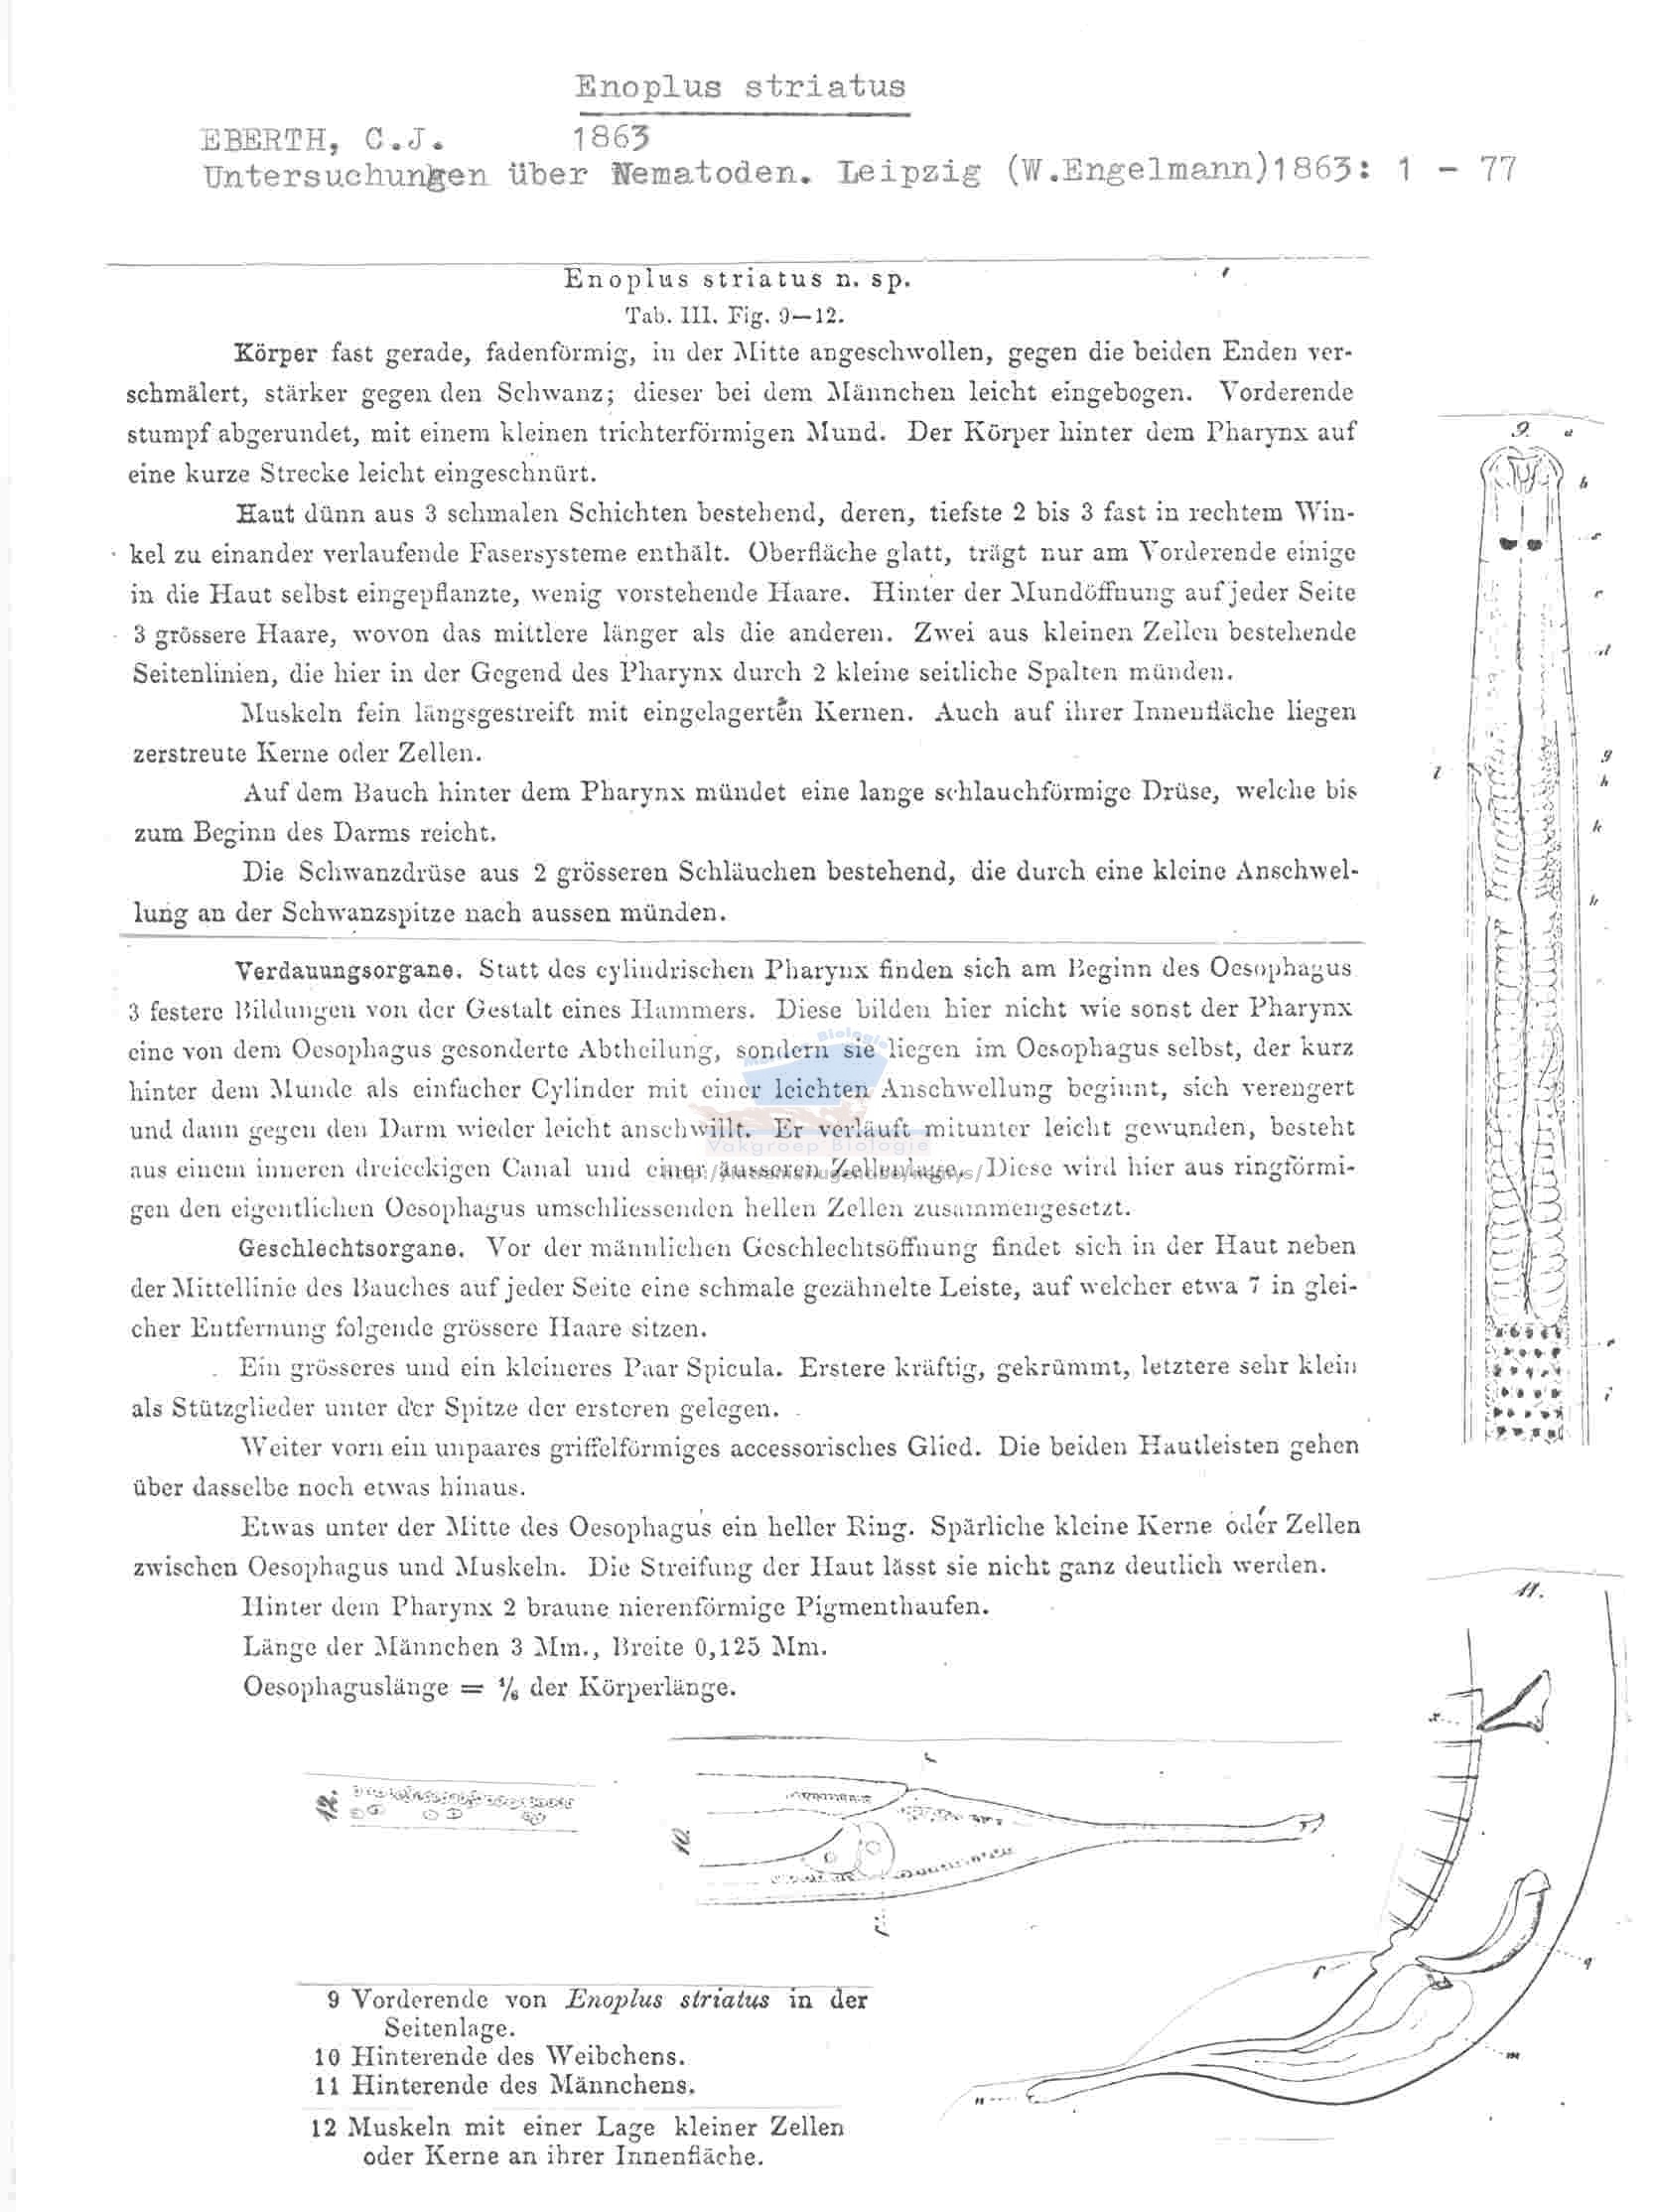 Enoplus striatus
EBERTH, C.J. 1863
Untersuchungen über Nematoden. Leipzig (W.Engelmann)1863: 1 - 77
Enoplus striatus n. sp.
Tab. III. Fig. 9—12.
Körper fast gerade, fadenförmig, in der Mitte angeschwollen, gegen die beiden Enden ver-
schmälert, stärker gegen den Schwanz; dieser bei dem Männchen leicht eingebogen. Vorderende
stumpf abgerundet, mit einem kleinen trichterförmigen Mund. Der Körper hinter dem Pharynx auf
eine kurze Strecke leicht eingeschnürt.
Haut dünn aus 3 schmalen Schichten bestehend, deren, tiefste 2 bis 3 fast in rechtem Win-
kel zu einander verlaufende Fasersysteme enthält. Oberfläche glatt, trägt nur am Vorderende einige
in die Haut selbst eingepflanzte, wenig vorstehende Haare. Hinter der Mundöffnung auf jeder Seite
3 grössere Haare, wovon das mittlere länger als die anderen. Zwei aus kleinen Zellen bestehende
Seitenlinien, die hier in der Gegend des Pharynx durch 2 kleine seitliche Spalten münden.
Muskeln fein längsgestreift mit eingelagerten Kernen. Auch auf ihrer Innenfläche liegen
zerstreute Kerne oder Zellen.
Auf dem Bauch hinter dem Pharynx mündet eine lange schlauchförmige Drüse, welche bis
zum Beginn des Darms reicht.
Die Schwanzdrüse aus 2 grösseren Schläuchen bestehend, die durch eine kleine Anschwel-
lung an der Schwanzspitze nach aussen münden.
Verdauungsorgane. Statt des cylindrischen Pharynx finden sich am Beginn des Oesophagus
3 festere Bildungen von der Gestalt eines Hammers. Diese bilden hier nicht wie sonst der Pharynx
eine von dem Oesophagus gesonderte Abtheilung, sondern sie liegen im Oesophagus selbst, der kurz
hinter dem Munde als einfacher Cylinder mit einer leichten Anschwellung beginnt, sich verengert
und dann gegen den Darm wieder leicht anschwillt. Er verläuft mitunter leicht gewunden, besteht
Vakgroep Biologie
aus einem inneren dreieckigen Canal und einer äusseren Zellenlage. Diese wird hier aus ringförmi-
gen den eigentlichen Oesophagus umschliessenden hellen Zellen zusammengesetzt.
Geschlechtsorgane. Vor der männlichen Geschlechtsöffnung findet sich in der Haut neben
der Mittellinie des Bauches auf jeder Seite eine schmale gezähnelte Leiste, auf welcher etwa 7 in glei-
cher Entfernung folgende grössere Haare sitzen.
Ein grösseres und ein kleineres Paar Spicula. Erstere kräftig, gekrümmt, letztere sehr klein
als Stützglieder unter der Spitze der ersteren gelegen.
Weiter vorn ein unpaares griffelförmiges accessorisches Glied. Die beiden Hautleisten gehen
über dasselbe noch etwas hinaus.
Etwas unter der Mitte des Oesophagus ein heller Ring. Spärliche kleine Kerne oder Zellen
zwischen Oesophagus und Muskeln. Die Streifung der Haut lässt sie nicht ganz deutlich werden.
Hinter dem Pharynx 2 braune nierenförmige Pigmenthaufen.
Länge der Männchen 3 Mm., Breite 0,125 Mm.
Oesophaguslänge = 1/6 der Körperlänge.
9. a
b
c
r
d
g
l h
k
h
e
i
11.
x
q
r
m
n
12.
10.
9 Vorderende von Enoplus striatus in der
Seitenlage.
10 Hinterende des Weibchens.
11 Hinterende des Männchens.
12 Muskeln mit einer Lage kleiner Zellen
oder Kerne an ihrer Innenfläche.